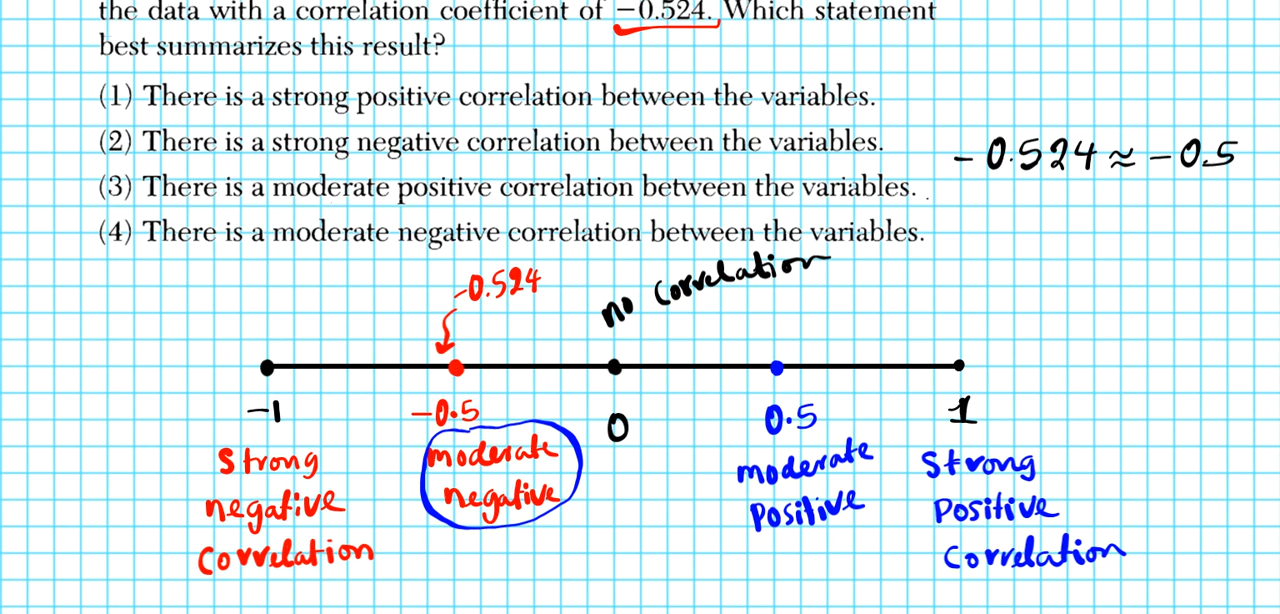 the data with a correlation coefficient of −0.524. Which statement
best summarizes this result?
(1) There is a strong positive correlation between the variables.
(2) There is a strong negative correlation between the variables.
(3) There is a moderate positive correlation between the variables.
(4) There is a moderate negative correlation between the variables.
-0.524 ≈ -0.5
-0.524
no correlation
-1
-0.5
0
0.5
1
Strong
negative
Correlation
moderate
negative
moderate
Positive
Strong
Positive
Correlation